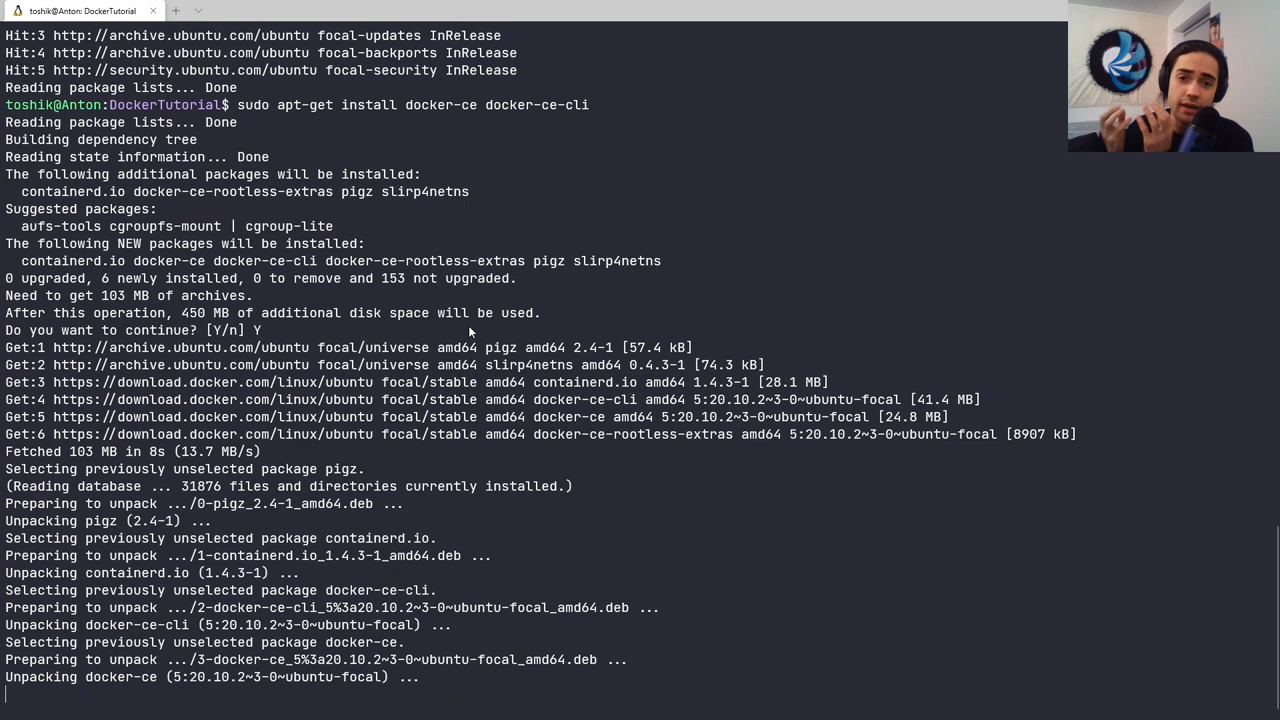 toshik@Anton: DockerTutorial
Hit:3 http://archive.ubuntu.com/ubuntu focal-updates InRelease
Hit:4 http://archive.ubuntu.com/ubuntu focal-backports InRelease
Hit:5 http://security.ubuntu.com/ubuntu focal-security InRelease
Reading package lists... Done
toshik@Anton:DockerTutorial$ sudo apt-get install docker-ce docker-ce-cli
Reading package lists... Done
Building dependency tree
Reading state information... Done
The following additional packages will be installed:
  containerd.io docker-ce-rootless-extras pigz slirp4netns
Suggested packages:
  aufs-tools cgroupfs-mount | cgroup-lite
The following NEW packages will be installed:
  containerd.io docker-ce docker-ce-cli docker-ce-rootless-extras pigz slirp4netns
0 upgraded, 6 newly installed, 0 to remove and 153 not upgraded.
Need to get 103 MB of archives.
After this operation, 450 MB of additional disk space will be used.
Do you want to continue? [Y/n] Y
Get:1 http://archive.ubuntu.com/ubuntu focal/universe amd64 pigz amd64 2.4-1 [57.4 kB]
Get:2 http://archive.ubuntu.com/ubuntu focal/universe amd64 slirp4netns amd64 0.4.3-1 [74.3 kB]
Get:3 https://download.docker.com/linux/ubuntu focal/stable amd64 containerd.io amd64 1.4.3-1 [28.1 MB]
Get:4 https://download.docker.com/linux/ubuntu focal/stable amd64 docker-ce-cli amd64 5:20.10.2~3-0~ubuntu-focal [41.4 MB]
Get:5 https://download.docker.com/linux/ubuntu focal/stable amd64 docker-ce amd64 5:20.10.2~3-0~ubuntu-focal [24.8 MB]
Get:6 https://download.docker.com/linux/ubuntu focal/stable amd64 docker-ce-rootless-extras amd64 5:20.10.2~3-0~ubuntu-focal [8907 kB]
Fetched 103 MB in 8s (13.7 MB/s)
Selecting previously unselected package pigz.
(Reading database ... 31876 files and directories currently installed.)
Preparing to unpack .../0-pigz_2.4-1_amd64.deb ...
Unpacking pigz (2.4-1) ...
Selecting previously unselected package containerd.io.
Preparing to unpack .../1-containerd.io_1.4.3-1_amd64.deb ...
Unpacking containerd.io (1.4.3-1) ...
Selecting previously unselected package docker-ce-cli.
Preparing to unpack .../2-docker-ce-cli_5%3a20.10.2~3-0~ubuntu-focal_amd64.deb ...
Unpacking docker-ce-cli (5:20.10.2~3-0~ubuntu-focal) ...
Selecting previously unselected package docker-ce.
Preparing to unpack .../3-docker-ce_5%3a20.10.2~3-0~ubuntu-focal_amd64.deb ...
Unpacking docker-ce (5:20.10.2~3-0~ubuntu-focal) ...